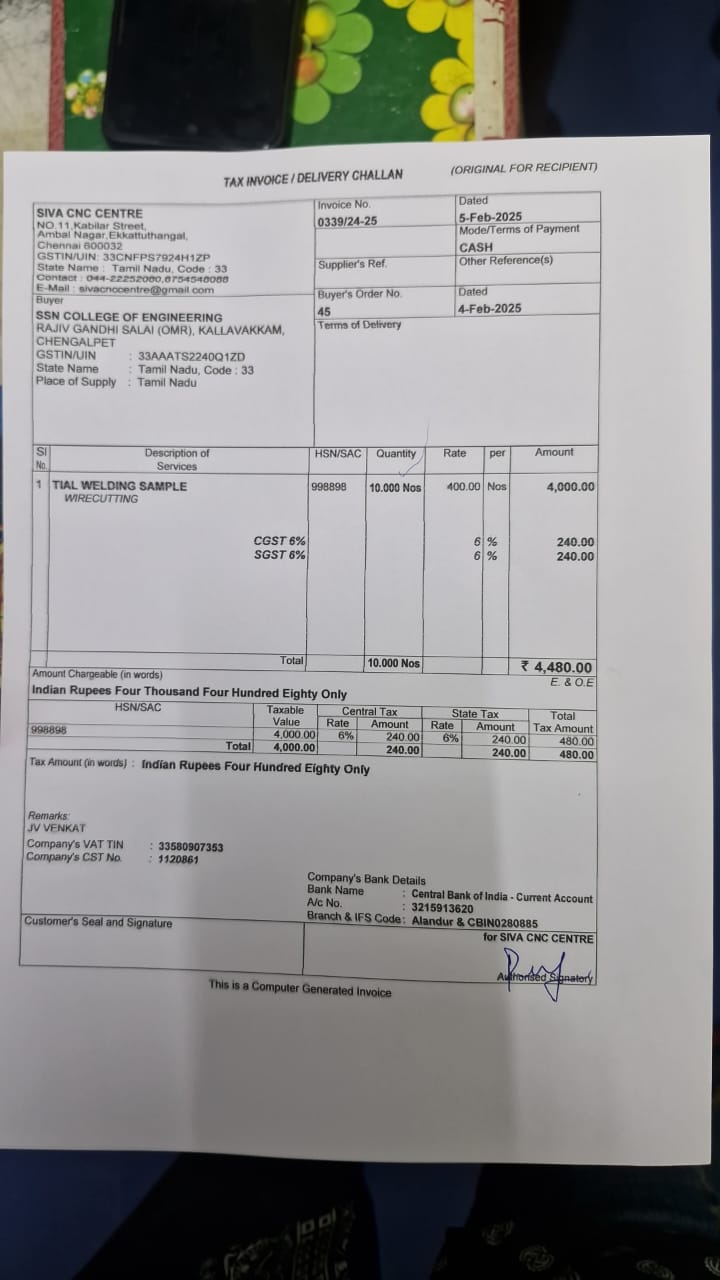 TAX INVOICE / DELIVERY CHALLAN
(ORIGINAL FOR RECIPIENT)
SIVA CNC CENTRE
NO.11,Kabilar Street,
Ambal Nagar,Ekkattuthangal,
Chennai 600032
GSTIN/UIN: 33CNFPS7924H1ZP
State Name : Tamil Nadu, Code : 33
Contact : 044-22252060,8754548088
E-Mail : sivacnccentre@gmail.com
Invoice No.
0339/24-25
Dated
5-Feb-2025
Mode/Terms of Payment
CASH
Supplier's Ref.
Other Reference(s)
Buyer
SSN COLLEGE OF ENGINEERING
RAJIV GANDHI SALAI (OMR), KALLAVAKKAM,
CHENGALPET
GSTIN/UIN : 33AAATS2240Q1ZD
State Name : Tamil Nadu, Code : 33
Place of Supply : Tamil Nadu
Buyer's Order No.
45
Dated
4-Feb-2025
Terms of Delivery
Sl No. Description of Services HSN/SAC Quantity Rate per Amount
1 TIAL WELDING SAMPLE 998898 10.000 Nos 400.00 Nos 4,000.00
WIRECUTTING
CGST 6% 6 % 240.00
SGST 6% 6 % 240.00
Total 10.000 Nos ₹ 4,480.00
Amount Chargeable (in words) E. & O.E
Indian Rupees Four Thousand Four Hundred Eighty Only
HSN/SAC Taxable Value Central Tax State Tax Total Tax Amount
Rate Amount Rate Amount
998898 4,000.00 6% 240.00 6% 240.00 480.00
Total 4,000.00 240.00 240.00 480.00
Tax Amount (in words) : Indian Rupees Four Hundred Eighty Only
Remarks:
JV VENKAT
Company's VAT TIN : 33580907353
Company's CST No. : 1120861
Company's Bank Details
Bank Name : Central Bank of India - Current Account
A/c No. : 3215913620
Branch & IFS Code : Alandur & CBIN0280885
Customer's Seal and Signature
for SIVA CNC CENTRE
Authorised Signatory
This is a Computer Generated Invoice